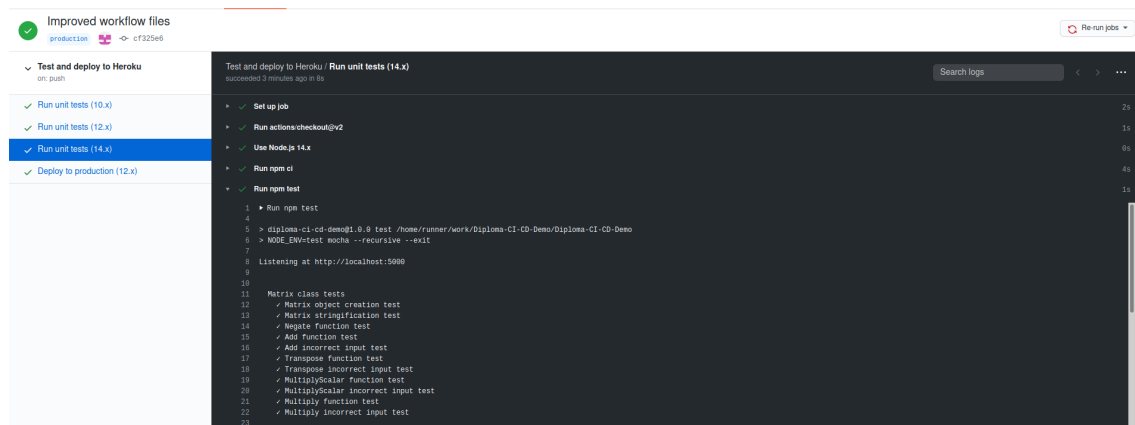 Improved workflow files
production cf325e6
Re-run jobs
Test and deploy to Heroku
on: push
Run unit tests (10.x)
Run unit tests (12.x)
Run unit tests (14.x)
Deploy to production (12.x)
Test and deploy to Heroku / Run unit tests (14.x)
succeeded 3 minutes ago in 8s
Search logs
Set up job 2s
Run actions/checkout@v2 1s
Use Node.js 14.x 0s
Run npm ci 4s
Run npm test 1s
1 Run npm test
4
5 > diploma-ci-cd-demo@1.0.0 test /home/runner/work/Diploma-CI-CD-Demo/Diploma-CI-CD-Demo
6 > NODE_ENV=test mocha --recursive --exit
7
8 Listening at http://localhost:5000
9
10
11 Matrix class tests
12 ✓ Matrix object creation test
13 ✓ Matrix stringification test
14 ✓ Negate function test
15 ✓ Add function test
16 ✓ Add incorrect input test
17 ✓ Transpose function test
18 ✓ Transpose incorrect input test
19 ✓ MultiplyScalar function test
20 ✓ MultiplyScalar incorrect input test
21 ✓ Multiply function test
22 ✓ Multiply incorrect input test
23